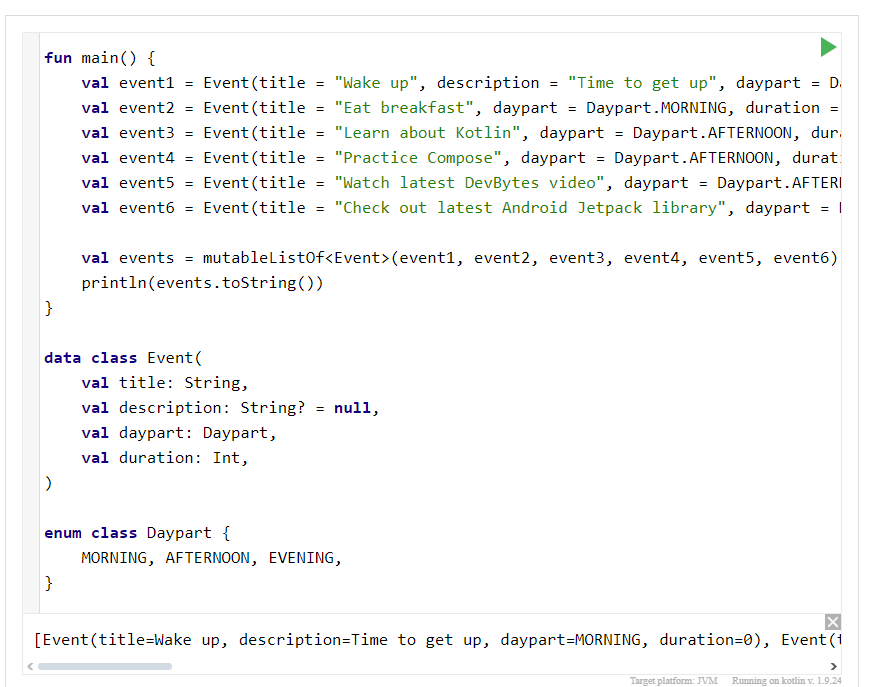 fun main() {
    val event1 = Event(title = "Wake up", description = "Time to get up", daypart =
    val event2 = Event(title = "Eat breakfast", daypart = Daypart.MORNING, duration =
    val event3 = Event(title = "Learn about Kotlin", daypart = Daypart.AFTERNOON,
    val event4 = Event(title = "Practice Compose", daypart = Daypart.AFTERNOON,
    val event5 = Event(title = "Watch latest DevBytes video", daypart =
    val event6 = Event(title = "Check out latest Android Jetpack library", daypart =
    val events = mutableListOf<Event>(event1, event2, event3, event4, event5, event6)
    println(events.toString())
}
data class Event(
    val title: String,
    val description: String? = null,
    val daypart: Daypart,
    val duration: Int,
)
enum class Daypart {
    MORNING, AFTERNOON, EVENING,
}
[Event(title=Wake up, description=Time to get up, daypart=MORNING, duration=0),
Target platform: JVM Running on kotlin v. 1.9.24